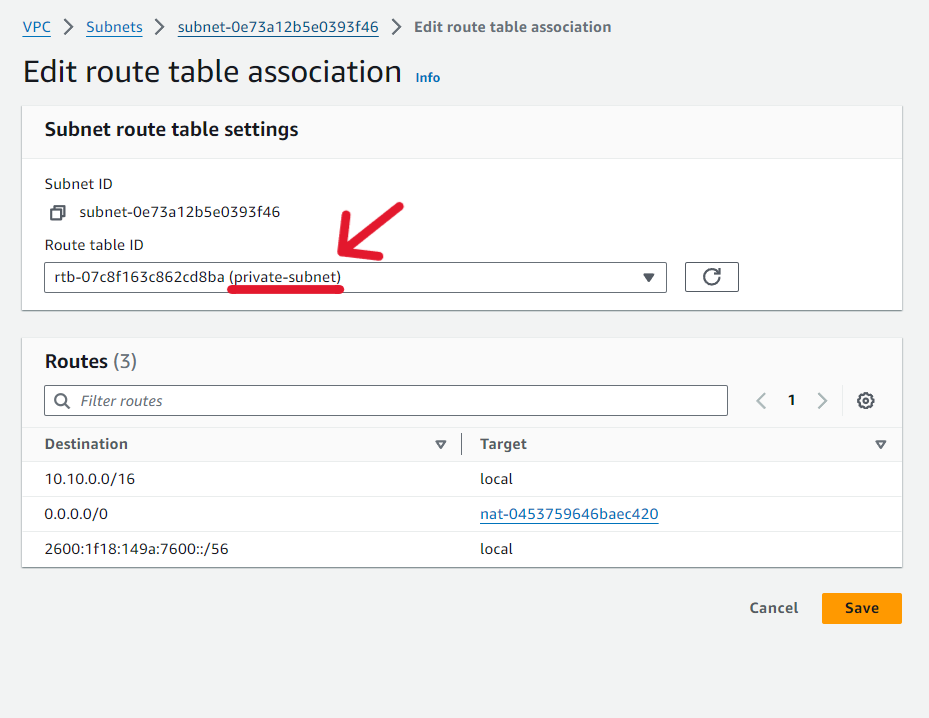 VPC > Subnets > subnet-0e73a12b5e0393f46 > Edit route table association
Edit route table association Info
Subnet route table settings
Subnet ID
subnet-0e73a12b5e0393f46
Route table ID
rtb-07c8f163c862cd8ba (private-subnet)
Routes (3)
Filter routes
1
Destination Target
10.10.0.0/16 local
0.0.0.0/0 nat-0453759646baec420
2600:1f18:149a:7600::/56 local
Cancel Save